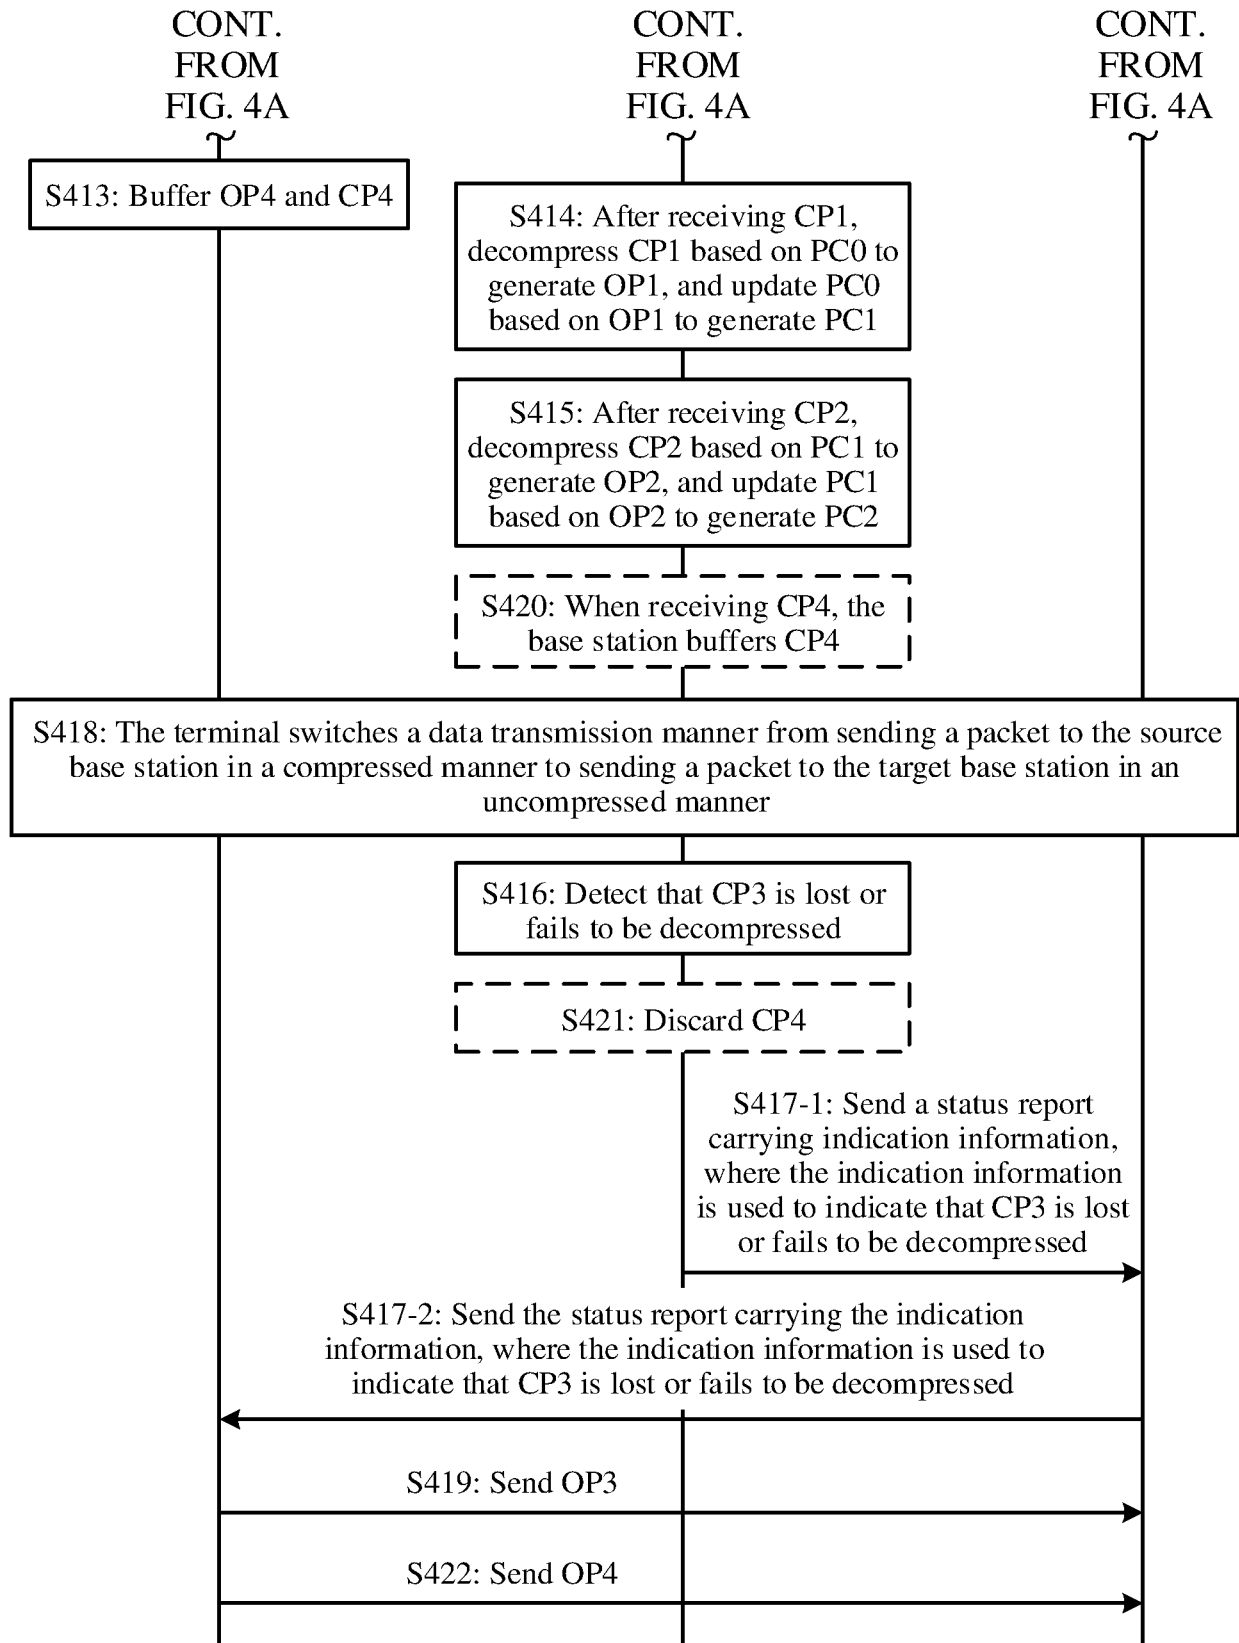 CONT.
FROM
FIG. 4A
CONT.
FROM
FIG. 4A
CONT.
FROM
FIG. 4A
S413: Buffer OP4 and CP4
S414: After receiving CP1,
decompress CP1 based on PC0 to
generate OP1, and update PC0
based on OP1 to generate PC1
S415: After receiving CP2,
decompress CP2 based on PC1 to
generate OP2, and update PC1
based on OP2 to generate PC2
S420: When receiving CP4, the
base station buffers CP4
S418: The terminal switches a data transmission manner from sending a packet to the source
base station in a compressed manner to sending a packet to the target base station in an
uncompressed manner
S416: Detect that CP3 is lost or
fails to be decompressed
S421: Discard CP4
S417-1: Send a status report
carrying indication information,
where the indication information
is used to indicate that CP3 is lost
or fails to be decompressed
S417-2: Send the status report carrying the indication
information, where the indication information is used to
indicate that CP3 is lost or fails to be decompressed
S419: Send OP3
S422: Send OP4